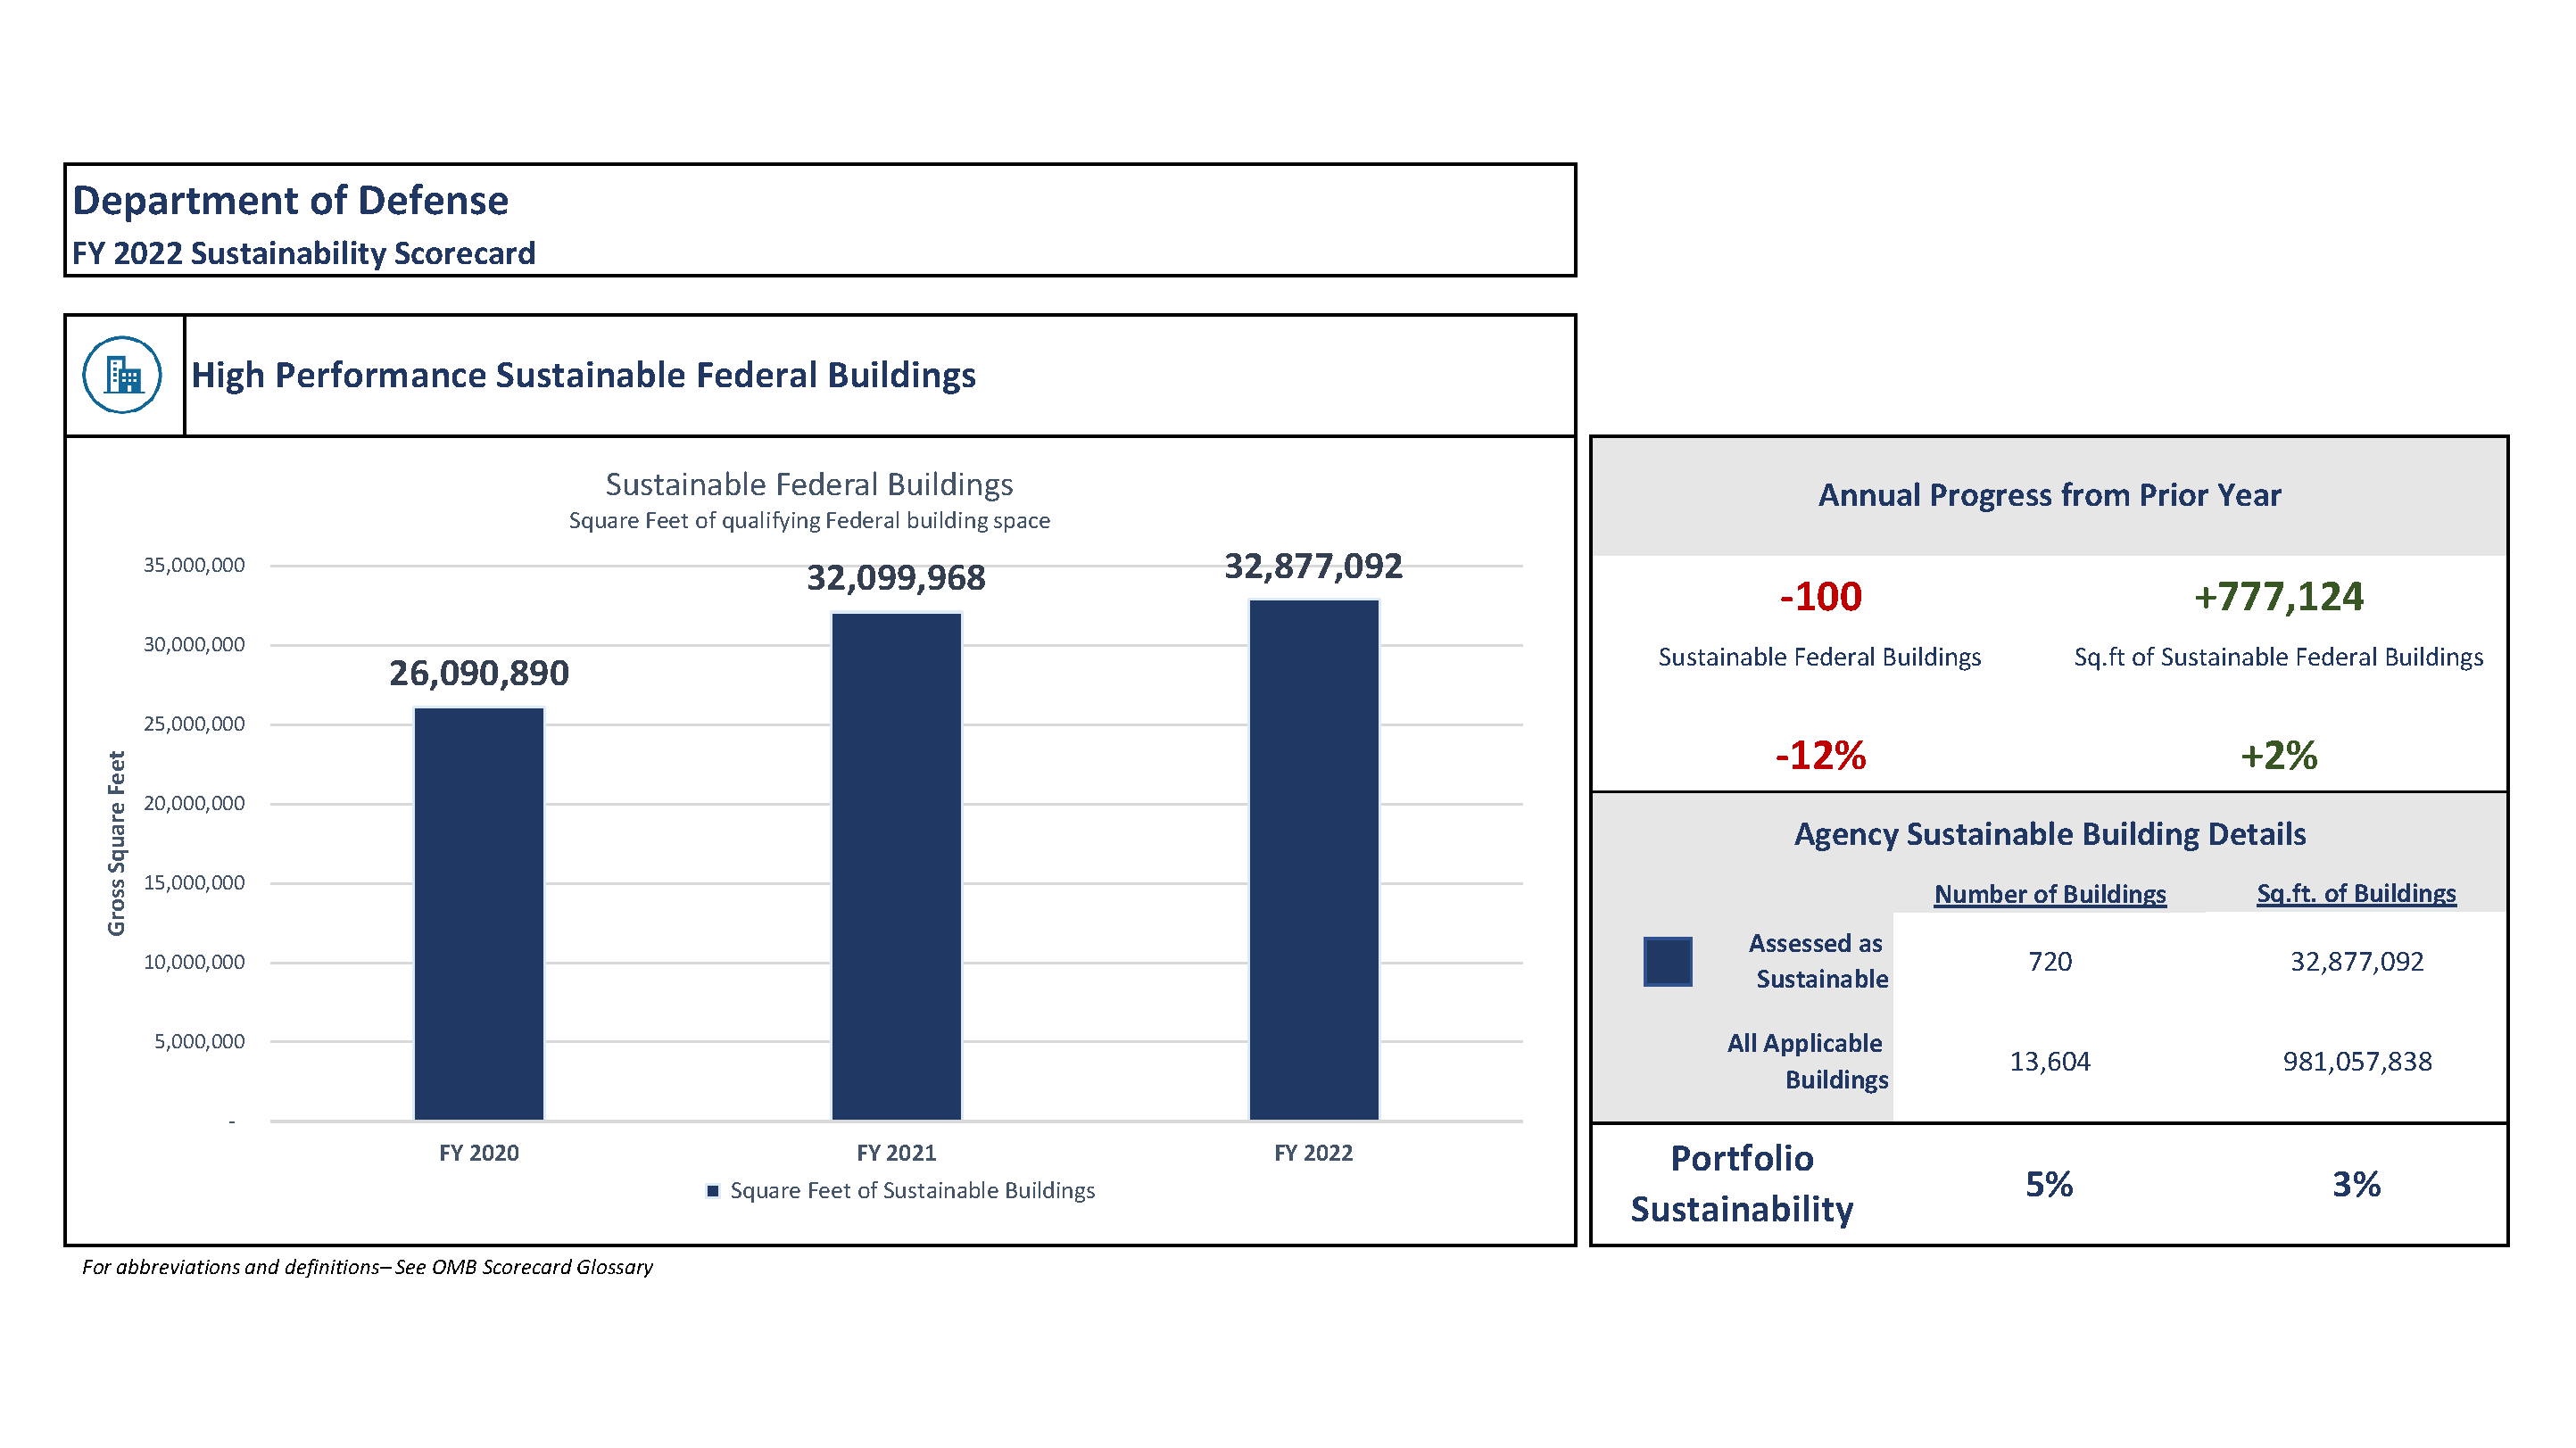 Department of Defense
FY 2022 Sustainability Scorecard
High Performance Sustainable Federal Buildings
Sustainable Federal Buildings
Square Feet of qualifying Federal building space
Gross Square Feet
35,000,000
30,000,000
25,000,000
20,000,000
15,000,000
10,000,000
5,000,000
-
26,090,890
32,099,968
32,877,092
FY 2020
FY 2021
FY 2022
Square Feet of Sustainable Buildings
Annual Progress from Prior Year
-100
+777,124
Sustainable Federal Buildings
Sq.ft of Sustainable Federal Buildings
-12%
+2%
Agency Sustainable Building Details
Number of Buildings
Sq.ft. of Buildings
Assessed as
Sustainable
720
32,877,092
All Applicable
Buildings
13,604
981,057,838
Portfolio
Sustainability
5%
3%
For abbreviations and definitions– See OMB Scorecard Glossary